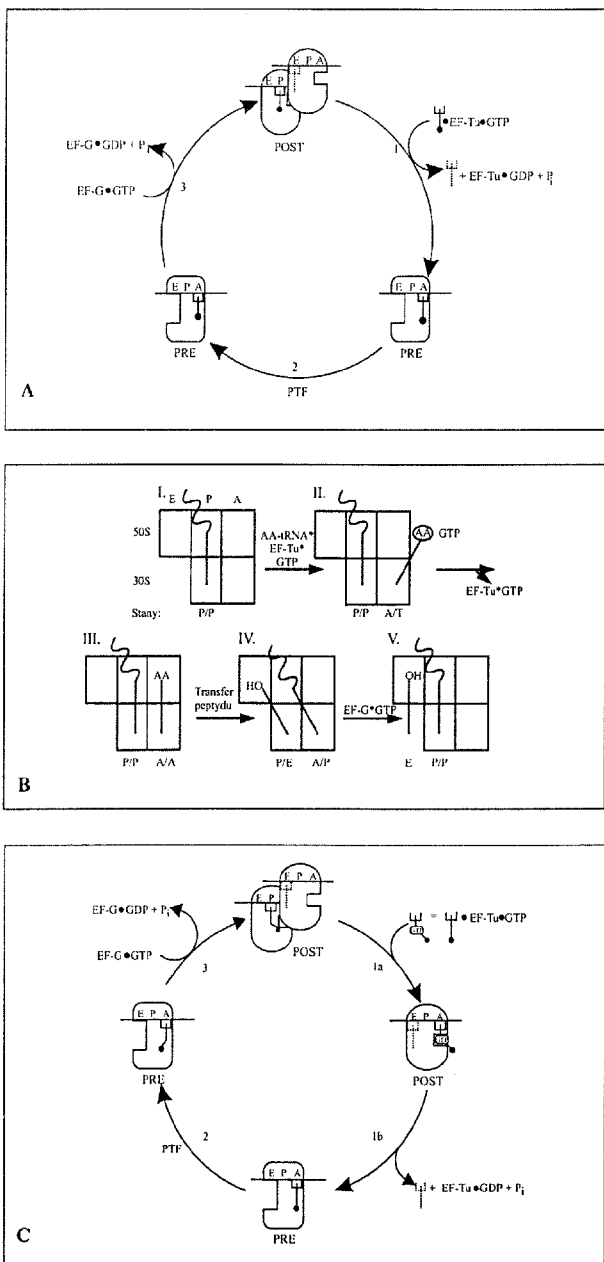 E P A
E P
POST
EF-Tu•GTP
1
EF-G•GDP + Pi
+ EF-Tu•GDP + Pi
EF-G•GTP
3
E P A
E P A
PRE
PRE
2
PTF
A
I.
E P A
II.
50S
AA-tRNA*
EF-Tu*
GTP
AA
GTP
30S
EF-Tu*GTP
Stany:
P/P
P/P A/T
III.
IV.
V.
AA
HO
OH
Transfer
peptydu
EF-G*GTP
P/P A/A
P/E A/P
E P/P
B
E P A
E P
POST
EF-G•GDP + Pi
= •EF-Tu•GTP
GTP
EF-G•GTP
3
1a
E P A
E P A
PRE
POST
PTF
2
1b
E P A
+ EF-Tu•GDP + Pi
PRE
C